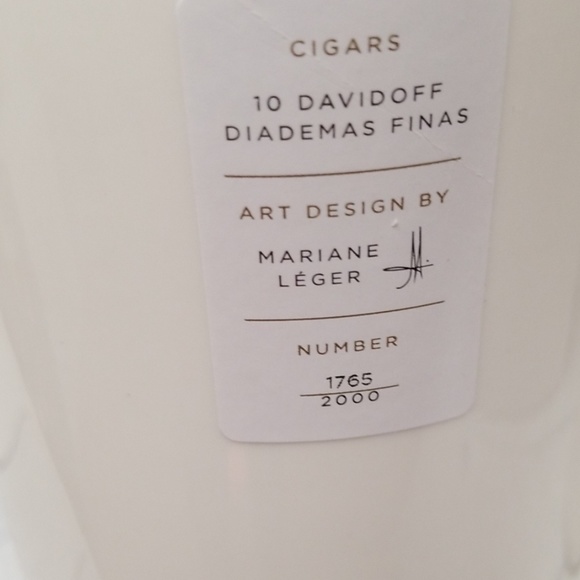 CIGARS
10 DAVIDOFF
DIADEMAS FINAS
ART DESIGN BY
MARIANE
LÉGER
NUMBER
1765
2000